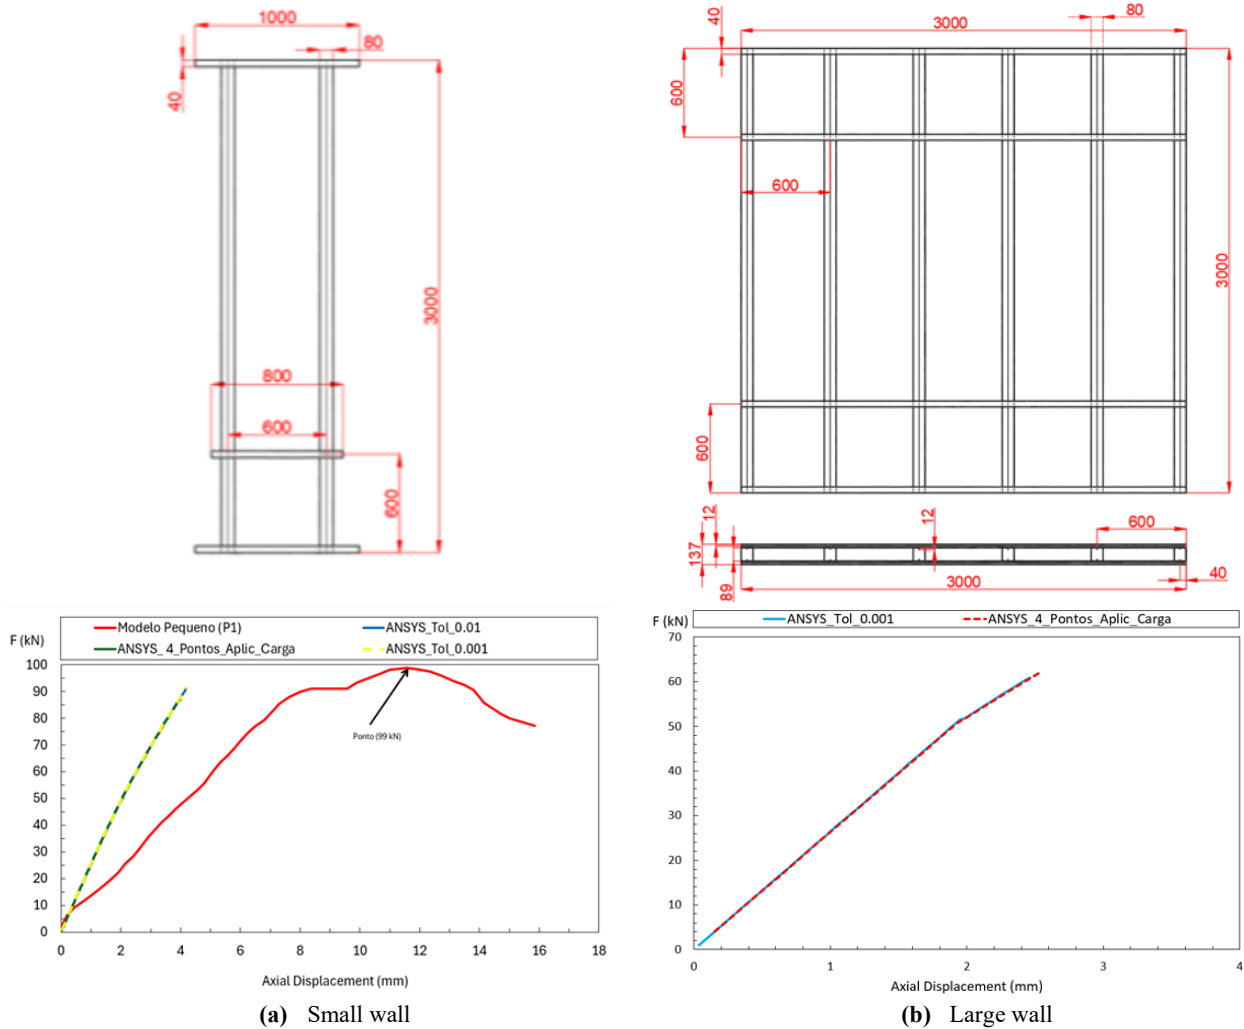 1000
80
40
3000
800
600
600
3000
80
40
600
600
3000
600
12
137
89
12
600
40
3000
F (kN)
Modelo Pequeno (P1)
ANSYS_Tol_0.01
ANSYS_ 4_Pontos_Aplic_Carga
ANSYS_Tol_0.001
100
90
80
70
60
50
40
30
20
10
0
Ponto (99 kN)
0 2 4 6 8 10 12 14 16 18
Axial Displacement (mm)
(a) Small wall
F (kN)
ANSYS_Tol_0.001
ANSYS_4_Pontos_Aplic_Carga
70
60
50
40
30
20
10
0
0 1 2 3 4
Axial Displacement (mm)
(b) Large wall